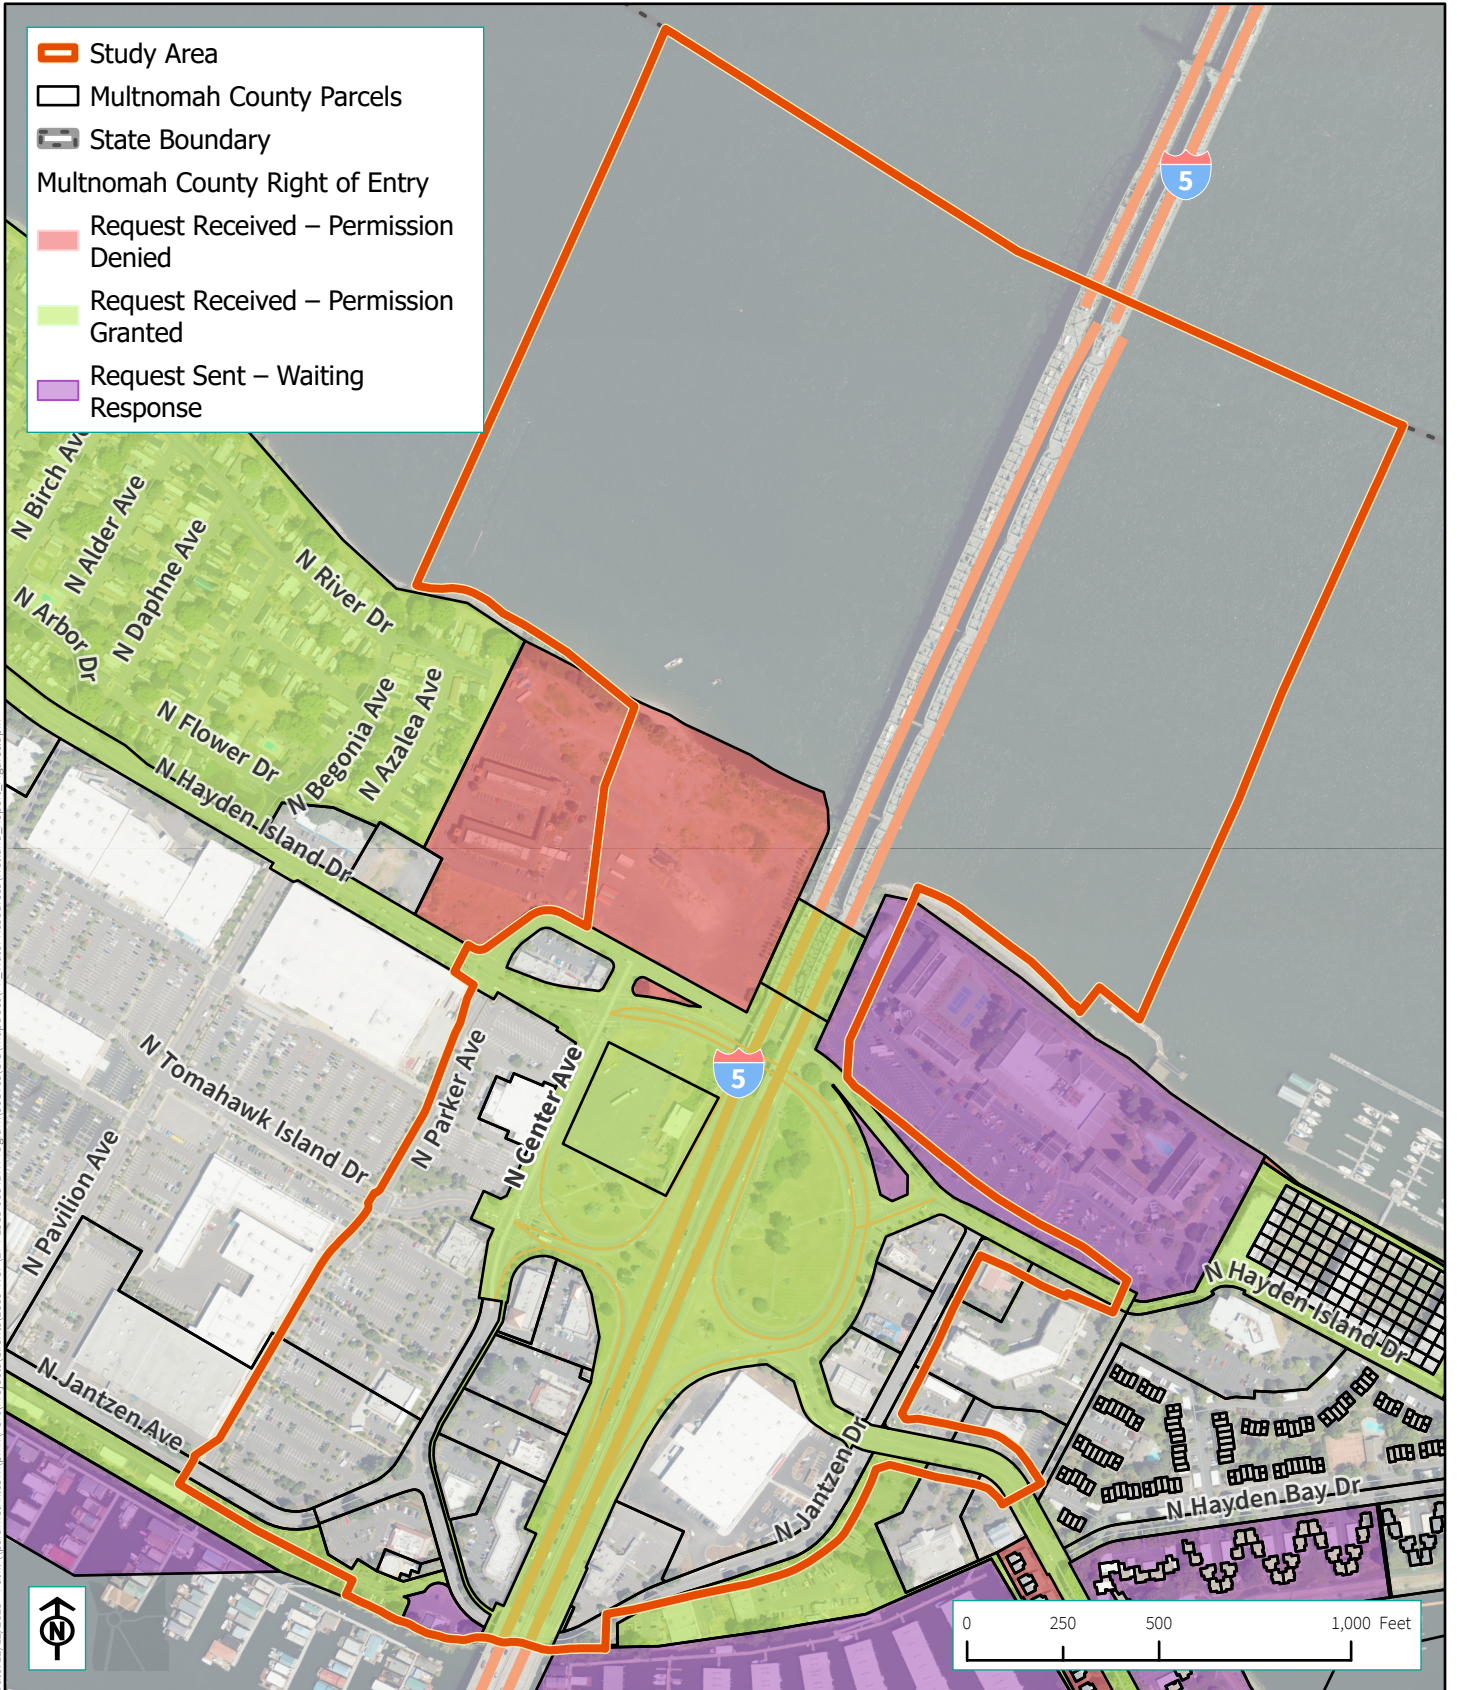 Study Area
Multnomah County Parcels
State Boundary
Multnomah County Right of Entry
Request Received – Permission
Denied
Request Received – Permission
Granted
Request Sent – Waiting
Response
5
N Birch Ave
N Alder Ave
N Daphne Ave
N Arbor Dr
N River Dr
N Flower Dr
N Begonia Ave
N Azalea Ave
N Hayden Island Dr
N Tomahawk Island Dr
N Parker Ave
N Center Ave
5
N Pavilion Ave
N Jantzen Ave
N Hayden Island Dr
N Jantzen Dr
N Hayden Bay Dr
N
0 250 500 1,000 Feet